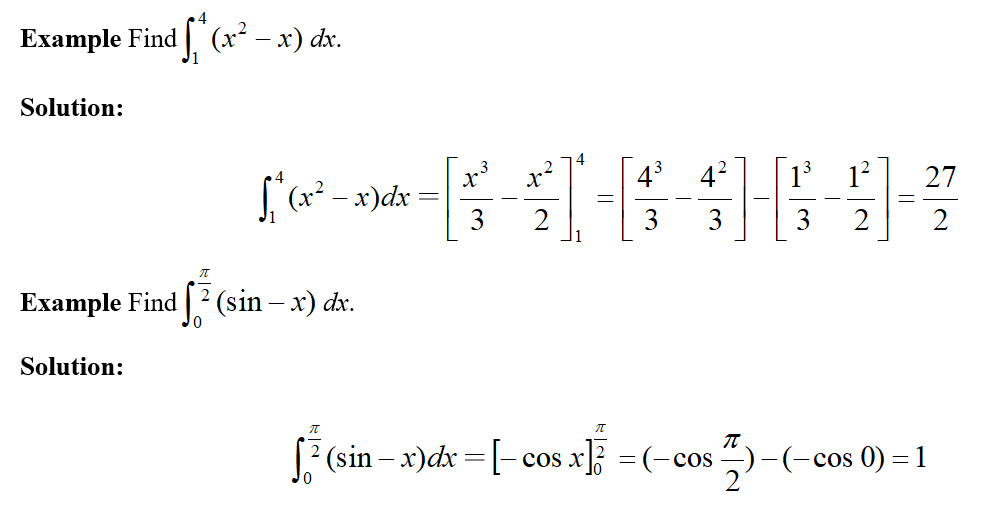 Example Find ∫₁⁴ (x² − x) dx.
Solution:
∫₁⁴ (x² − x)dx = [x³/3 − x²/2]₁⁴ = [4³/3 − 4²/3] − [1³/3 − 1²/2] = 27/2
Example Find ∫₀^(π/2) (sin − x) dx.
Solution:
∫₀^(π/2) (sin − x)dx = [− cos x]₀^(π/2) = (−cos π/2) − (−cos 0) = 1